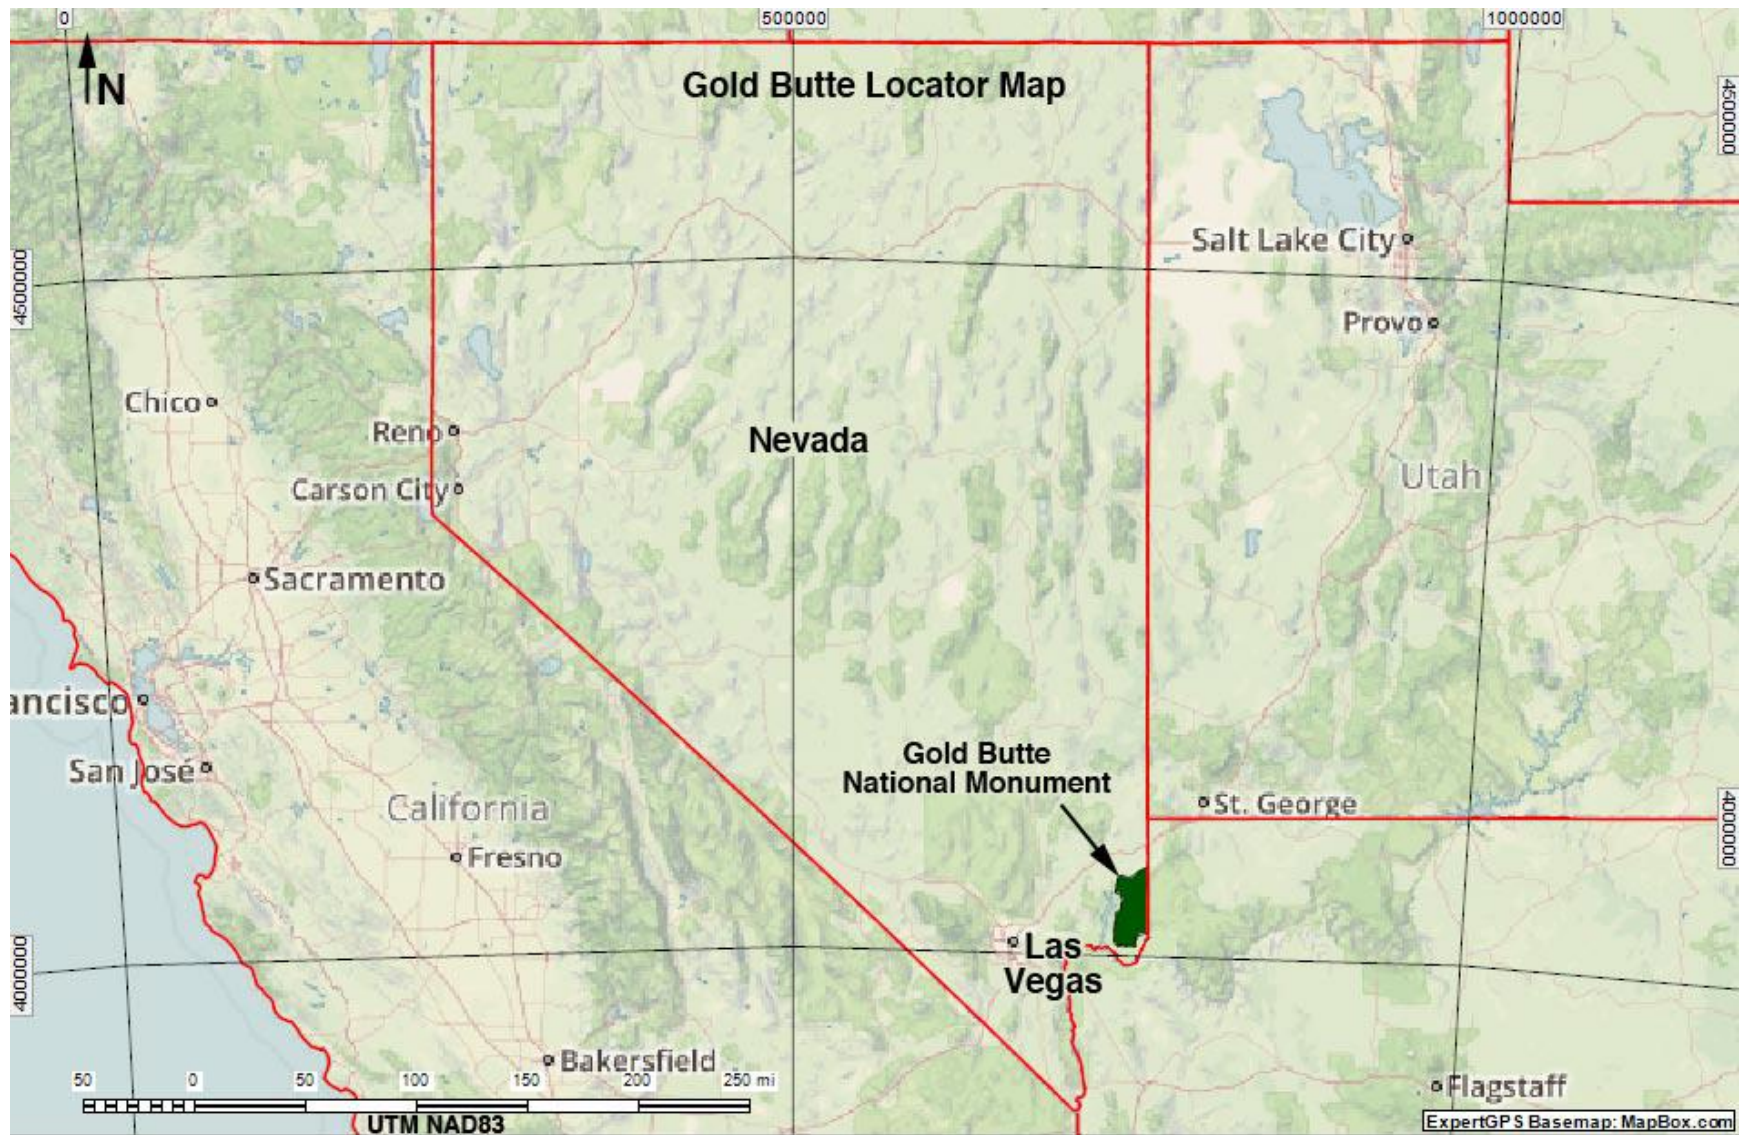 0
500000
1000000
N
Gold Butte Locator Map
4500000
Salt Lake City
4500000
Provo
Chico
Reno
Nevada
Utah
Carson City
Sacramento
ancisco
San José
Gold Butte
National Monument
California
St. George
4000000
Fresno
Las
Vegas
4000000
Bakersfield
50 0 50 100 150 200 250 mi
Flagstaff
UTM NAD83
ExpertGPS Basemap: MapBox.com